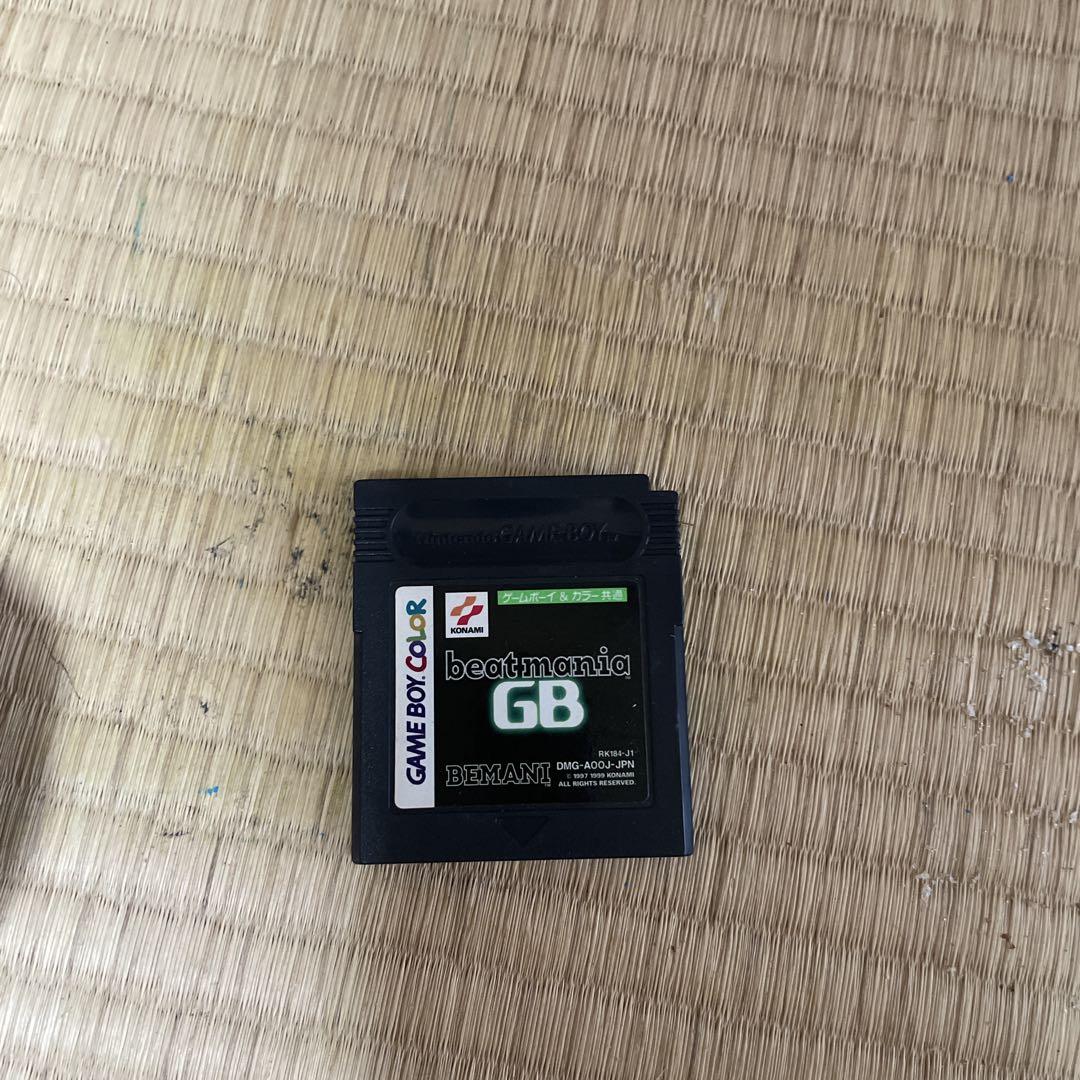 Nintendo GAME BOY
GAME BOY COLOR
KONAMI
ゲームボーイ & カラー共通
beatmania
GB
RK184-J1
BEMANI™
DMG-A00J-JPN
© 1997 1999 KONAMI
ALL RIGHTS RESERVED.